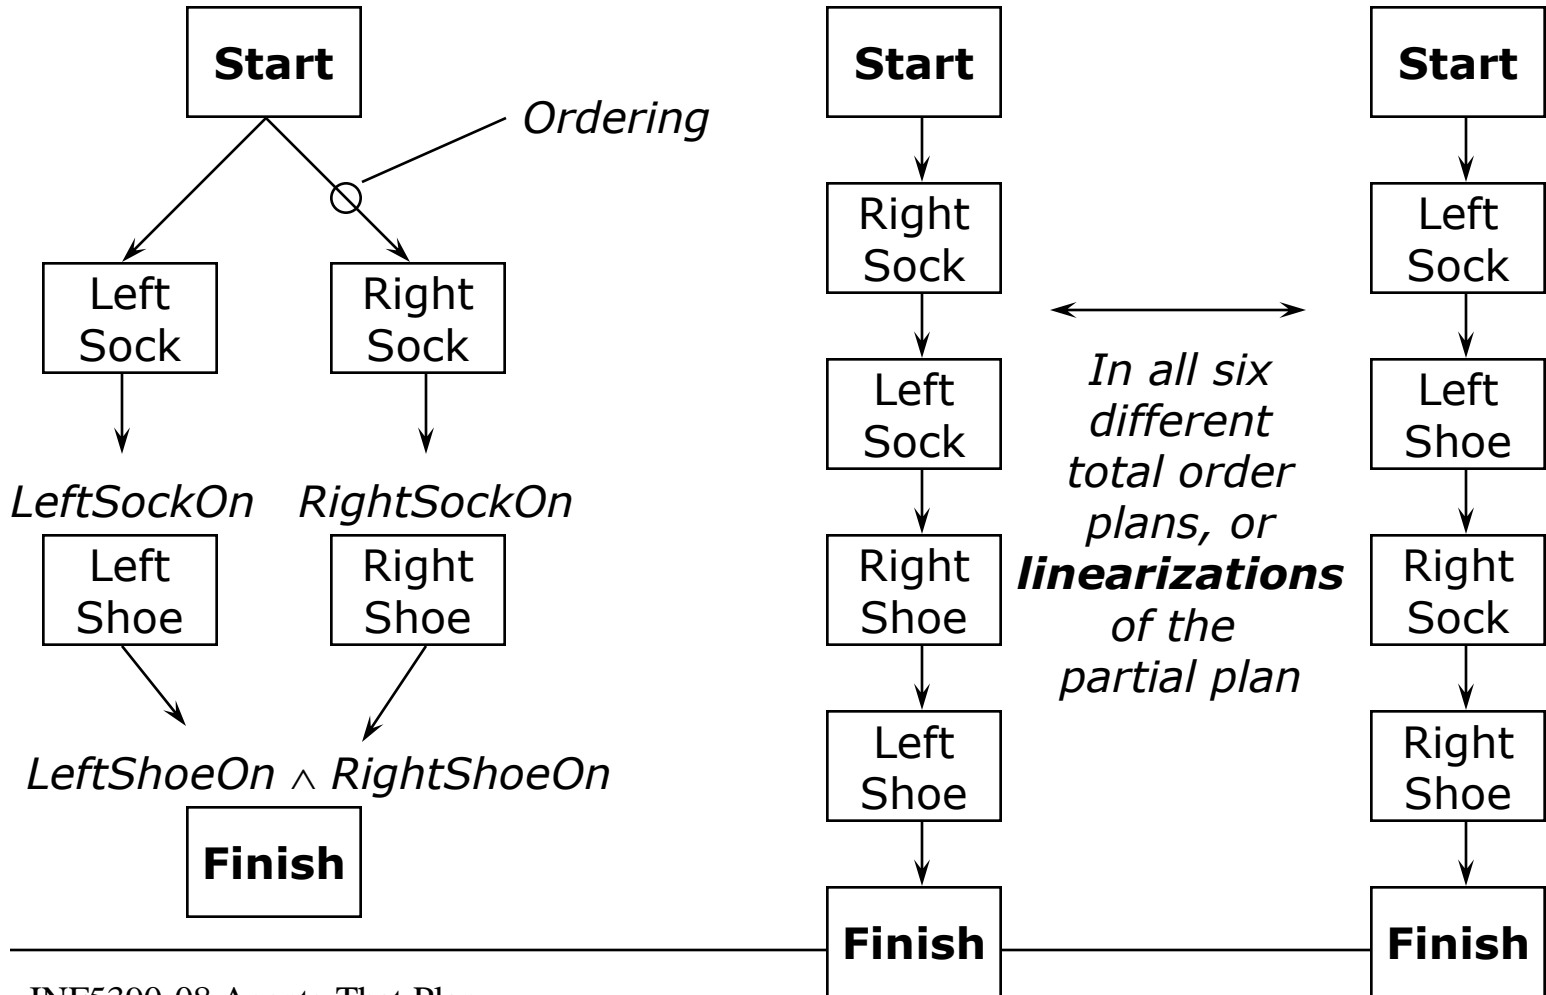 Start
Ordering
Left
Sock
Right
Sock
LeftSockOn
RightSockOn
Left
Shoe
Right
Shoe
LeftShoeOn ∧ RightShoeOn
Finish
Start
Right
Sock
Left
Sock
Right
Shoe
Left
Shoe
Finish
In all six
different
total order
plans, or
linearizations
of the
partial plan
Start
Left
Sock
Left
Shoe
Right
Sock
Right
Shoe
Finish